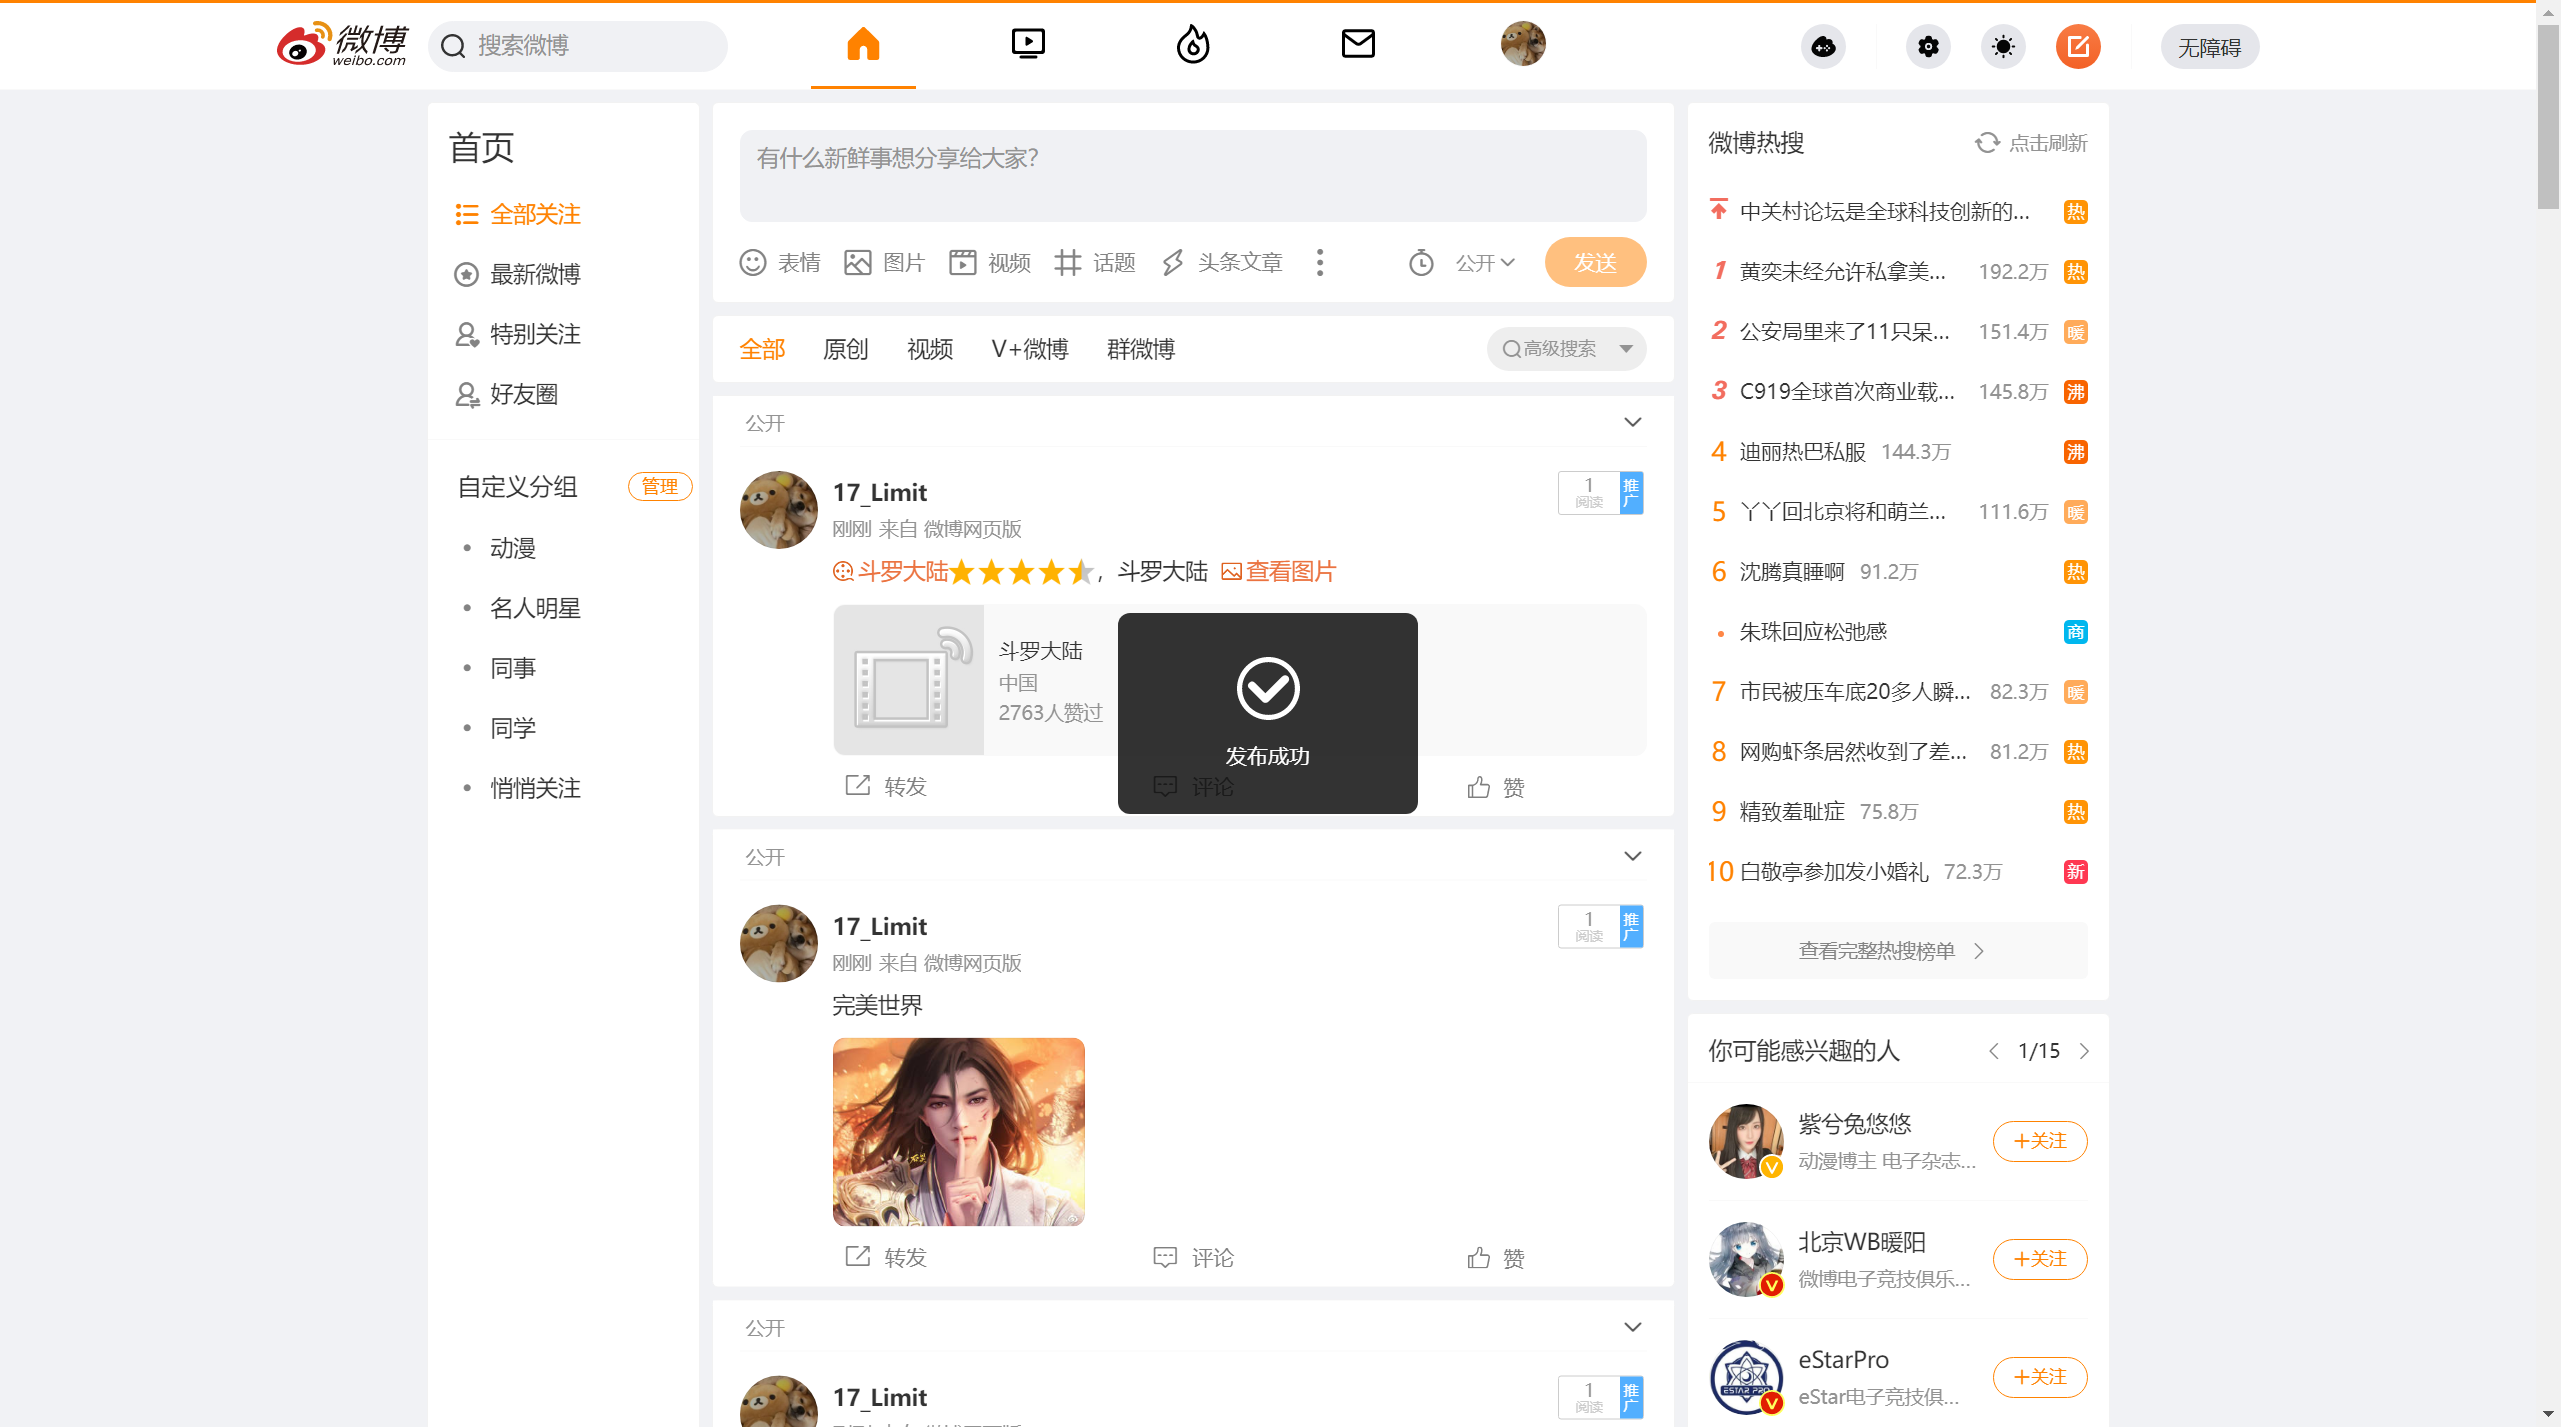 微博
weibo.com
搜索微博
无障碍
首页
全部关注
最新微博
特别关注
好友圈
自定义分组
管理
动漫
名人明星
同事
同学
悄悄关注
有什么新鲜事想分享给大家？
表情
图片
视频
话题
头条文章
公开
发送
全部
原创
视频
V+微博
群微博
高级搜索
公开
17_Limit
刚刚 来自 微博网页版
1
阅读
推广
斗罗大陆，斗罗大陆 查看图片
斗罗大陆
中国
2763人赞过
发布成功
转发
评论
赞
公开
17_Limit
刚刚 来自 微博网页版
1
阅读
推广
完美世界
转发
评论
赞
公开
17_Limit
1
阅读
推广
微博热搜
点击刷新
中关村论坛是全球科技创新的... 热
1 黄奕未经允许私拿美... 192.2万 热
2 公安局里来了11只呆... 151.4万 暖
3 C919全球首次商业载... 145.8万 沸
4 迪丽热巴私服 144.3万 沸
5 丫丫回北京将和萌兰... 111.6万 暖
6 沈腾真睡啊 91.2万 热
朱珠回应松弛感 商
7 市民被压车底20多人瞬... 82.3万 暖
8 网购虾条居然收到了差... 81.2万 热
9 精致羞耻症 75.8万 热
10 白敬亭参加发小婚礼 72.3万 新
查看完整热搜榜单
你可能感兴趣的人
1/15
紫兮兔悠悠
动漫博主 电子杂志...
+关注
北京WB暖阳
微博电子竞技俱乐...
+关注
eStarPro
eStar电子竞技俱...
+关注
ESTAR PRO